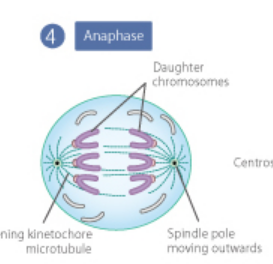 4 Anaphase
Daughter
chromosomes
Centros
ning kinetochore
microtubule
Spindle pole
moving outwards